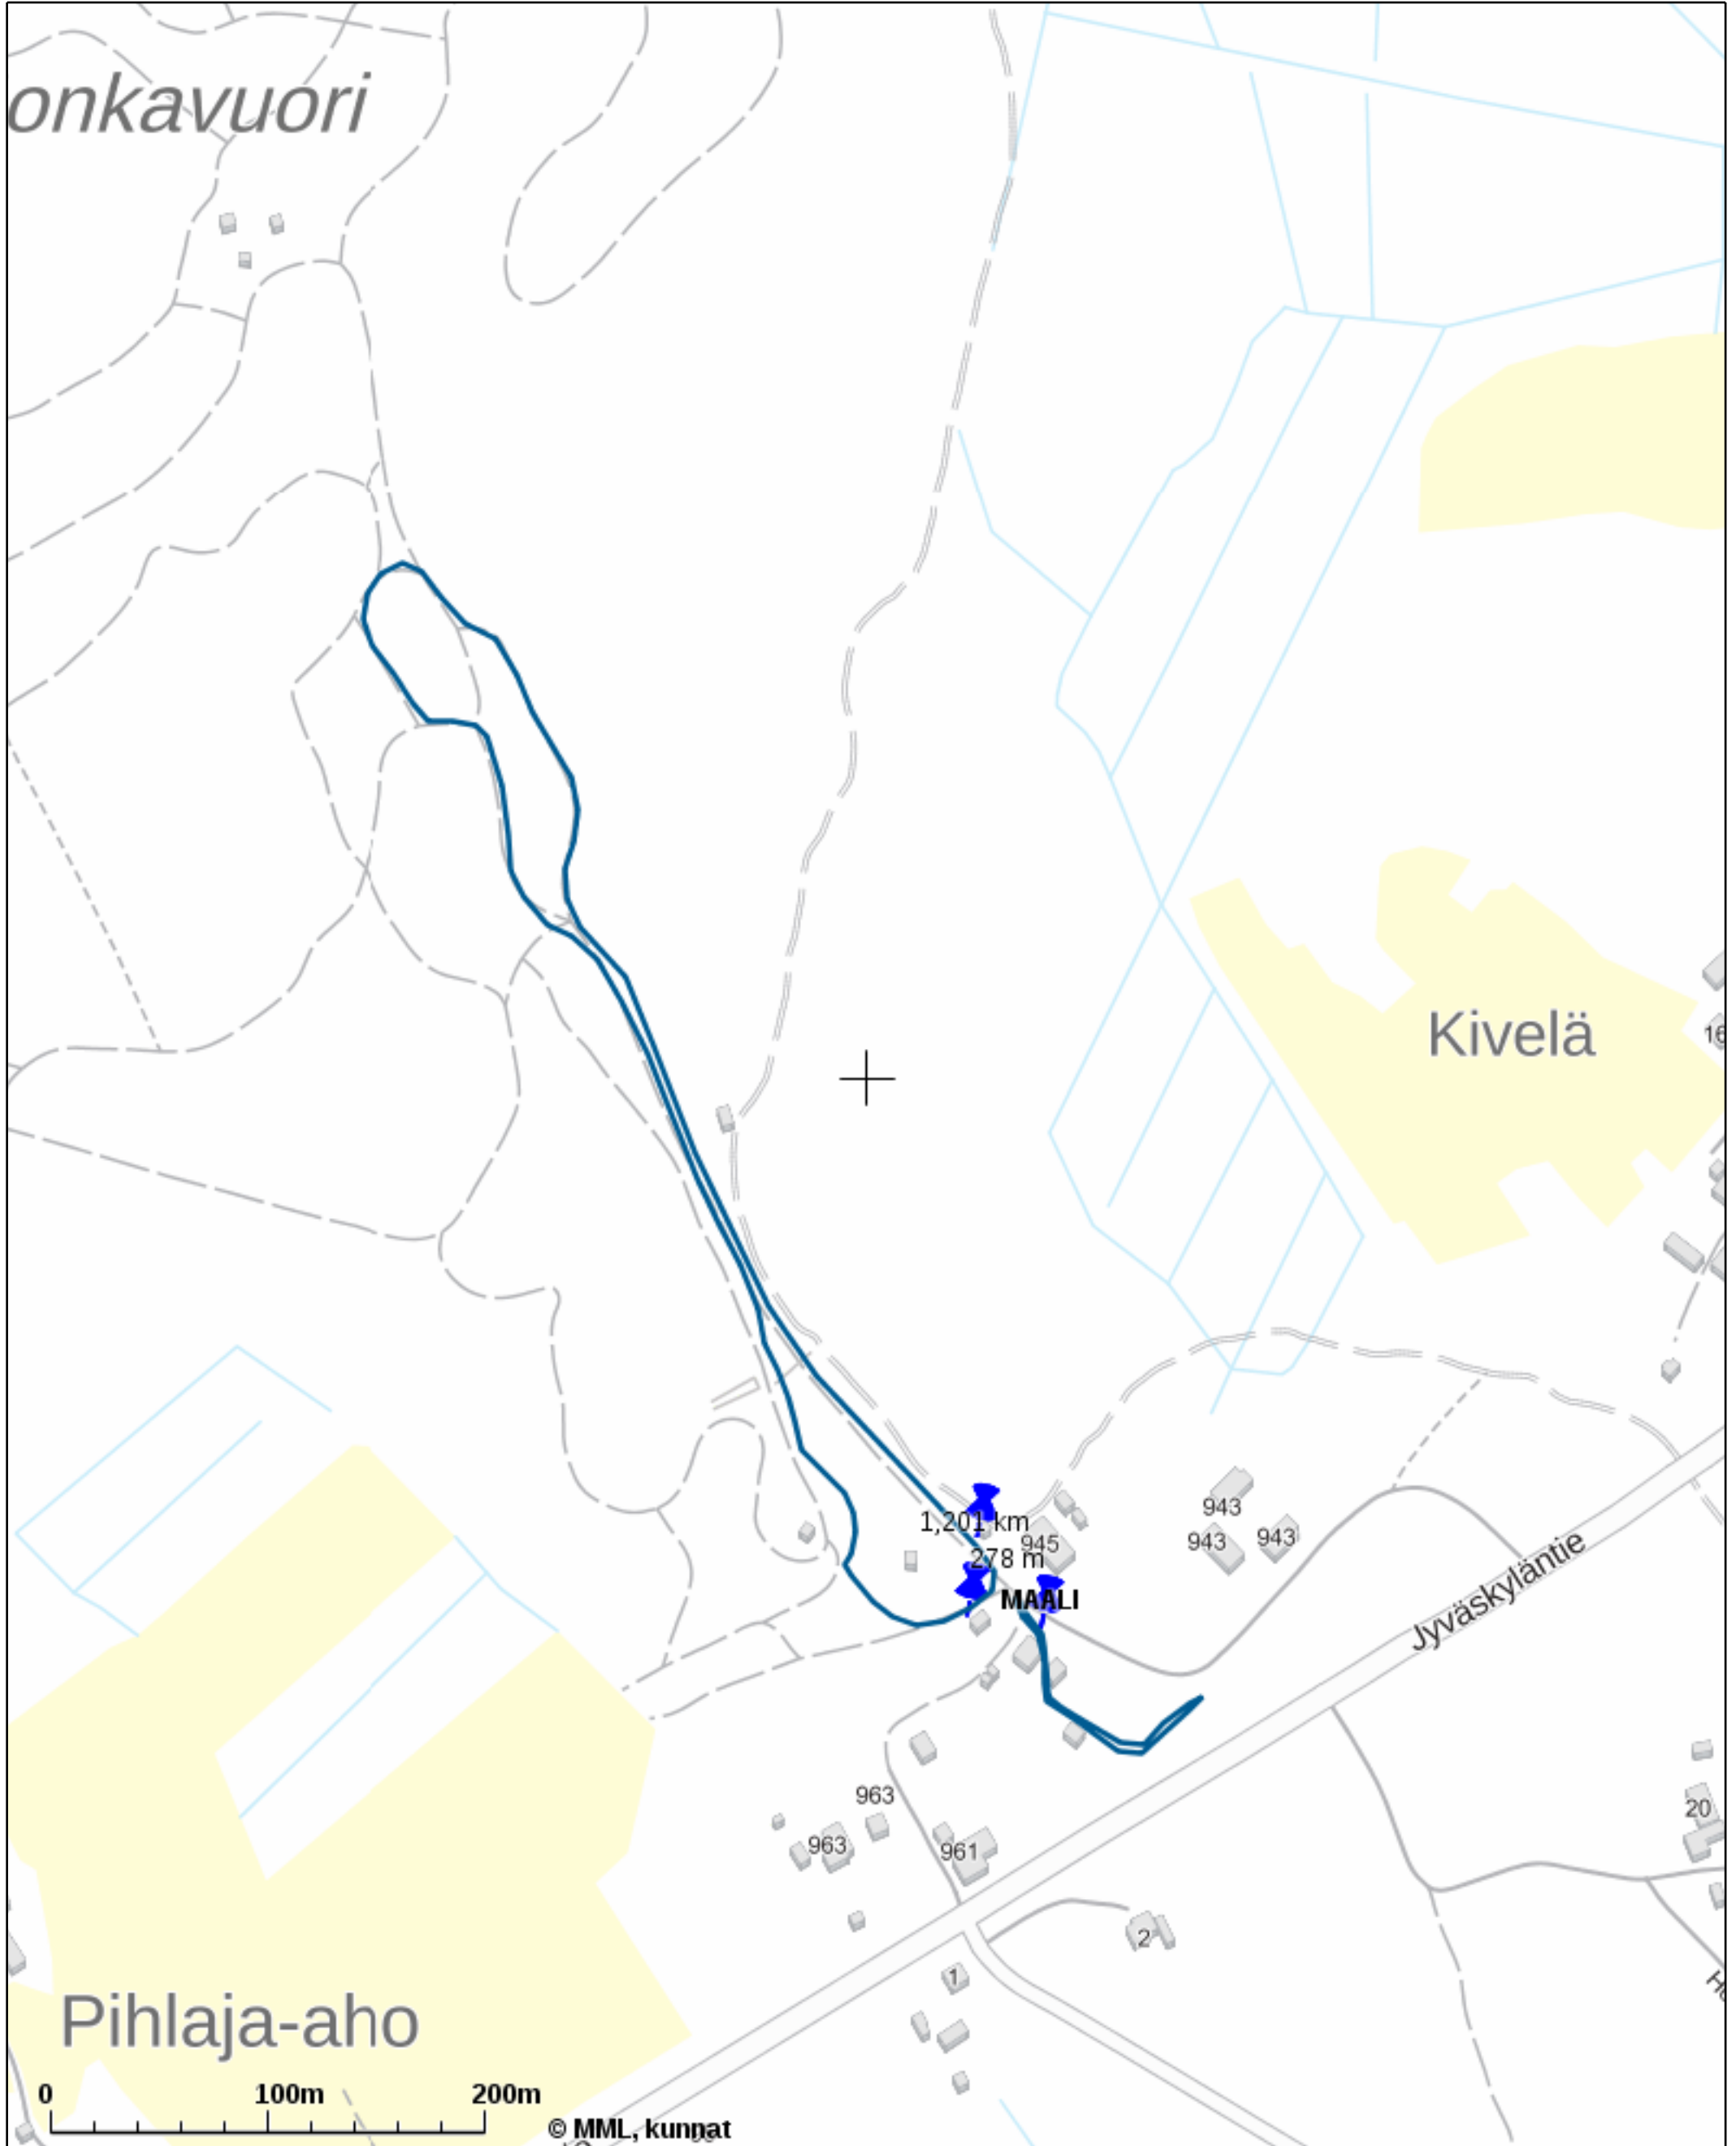 onkavuori
Kivelä
16
1,201 km
278 m
945
943
943
943
MAALI
Jyväskyläntie
963
963
961
20
2
1
Pihlaja-aho
0 100m 200m
© MML, kunnat